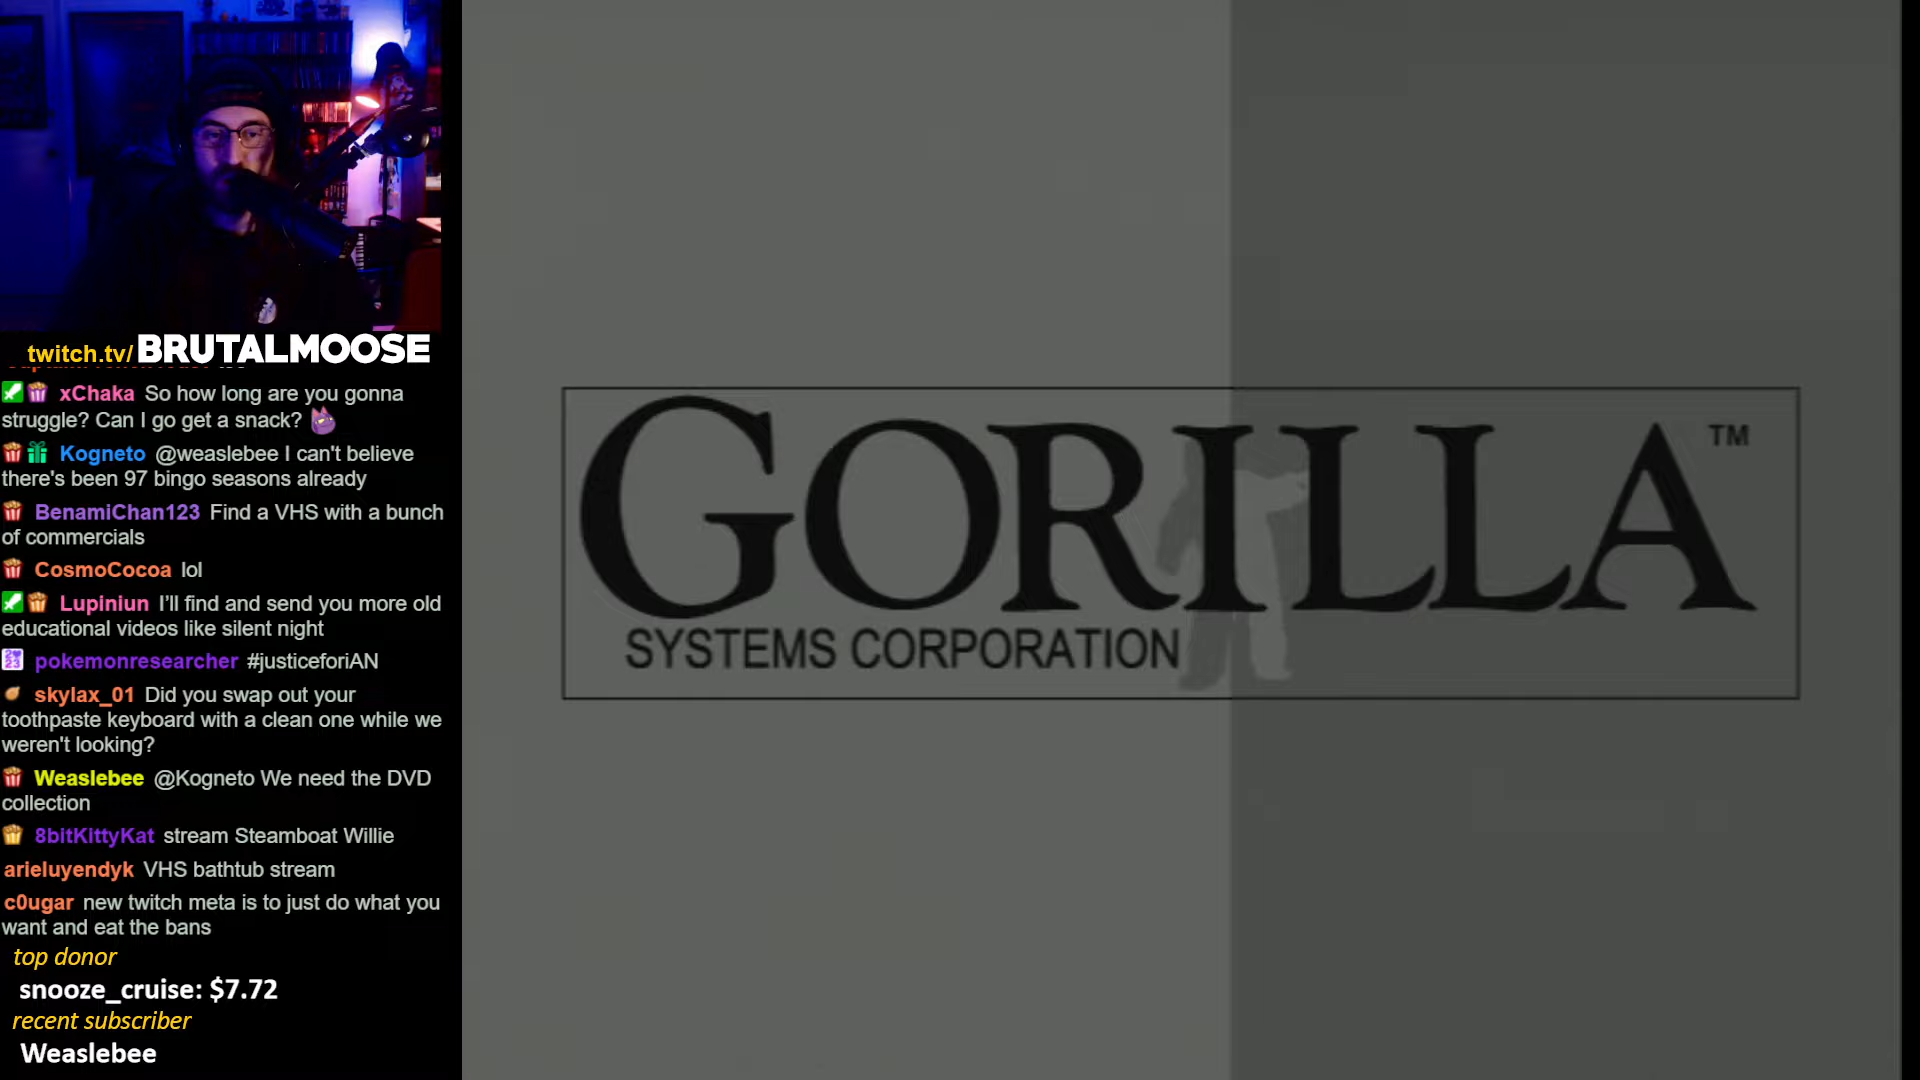 twitch.tv/BRUTALMOOSE
xChaka So how long are you gonna
struggle? Can I go get a snack?
Kogneto @weaslebee I can't believe
there's been 97 bingo seasons already
BenamiChan123 Find a VHS with a bunch
of commercials
CosmoCocoa lol
Lupiniun I’ll find and send you more old
educational videos like silent night
pokemonresearcher #justiceforiAN
skylax_01 Did you swap out your
toothpaste keyboard with a clean one while we
weren't looking?
Weaslebee @Kogneto We need the DVD
collection
8bitKittyKat stream Steamboat Willie
arieluyendyk VHS bathtub stream
c0ugar new twitch meta is to just do what you
want and eat the bans
top donor
snooze_cruise: $7.72
recent subscriber
Weaslebee
GORILLA™
SYSTEMS CORPORATION